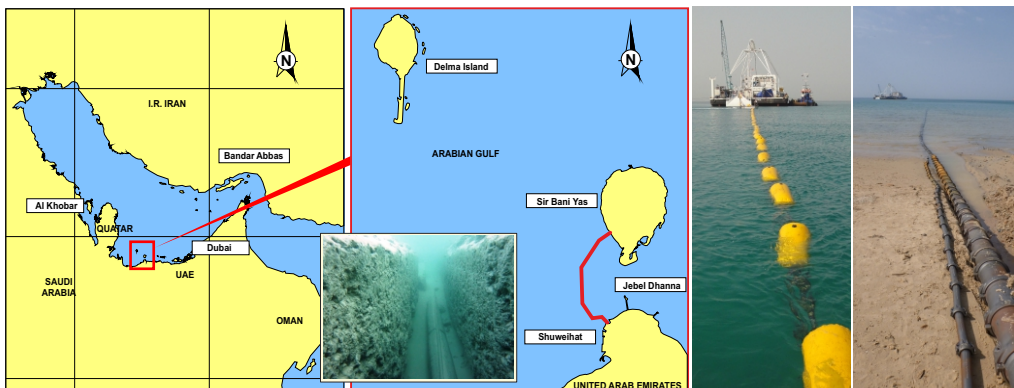 N
I.R. IRAN
Bandar Abbas
Al Khobar
QUATAR
Dubai
UAE
SAUDI
ARABIA
OMAN
N
Delma Island
ARABIAN GULF
Sir Bani Yas
Jebel Dhanna
Shuweihat
UNITED ARAB EMIRATES